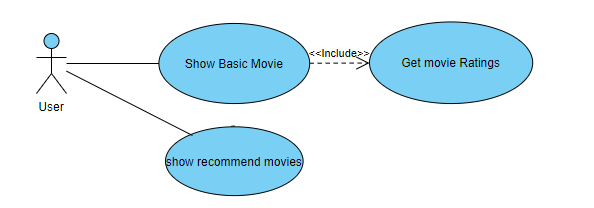 <<Include>>
Show Basic Movie
Get movie Ratings
User
show recommend movies